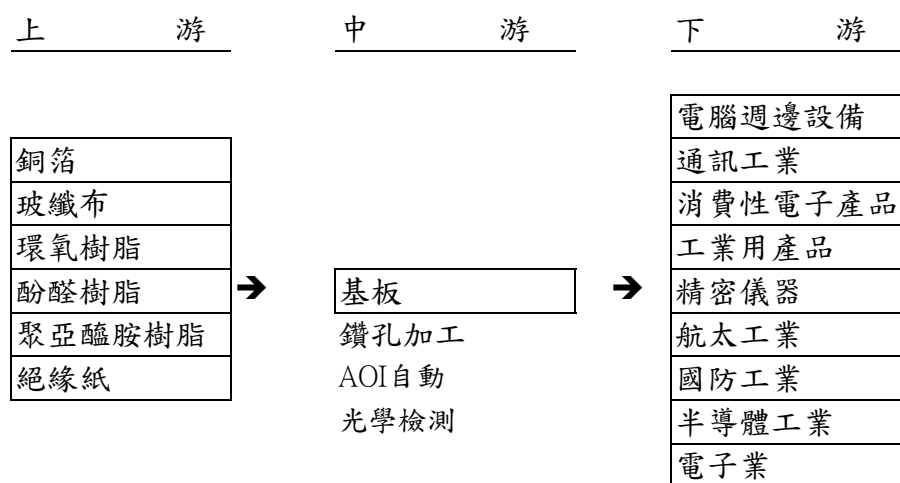 上　　　游
銅箔
玻纖布
環氧樹脂
酚醛樹脂
聚亞醯胺樹脂
絕緣紙
中　　　游
基板
鑽孔加工
AOI自動
光學檢測
下　　　游
電腦週邊設備
通訊工業
消費性電子產品
工業用產品
精密儀器
航太工業
國防工業
半導體工業
電子業